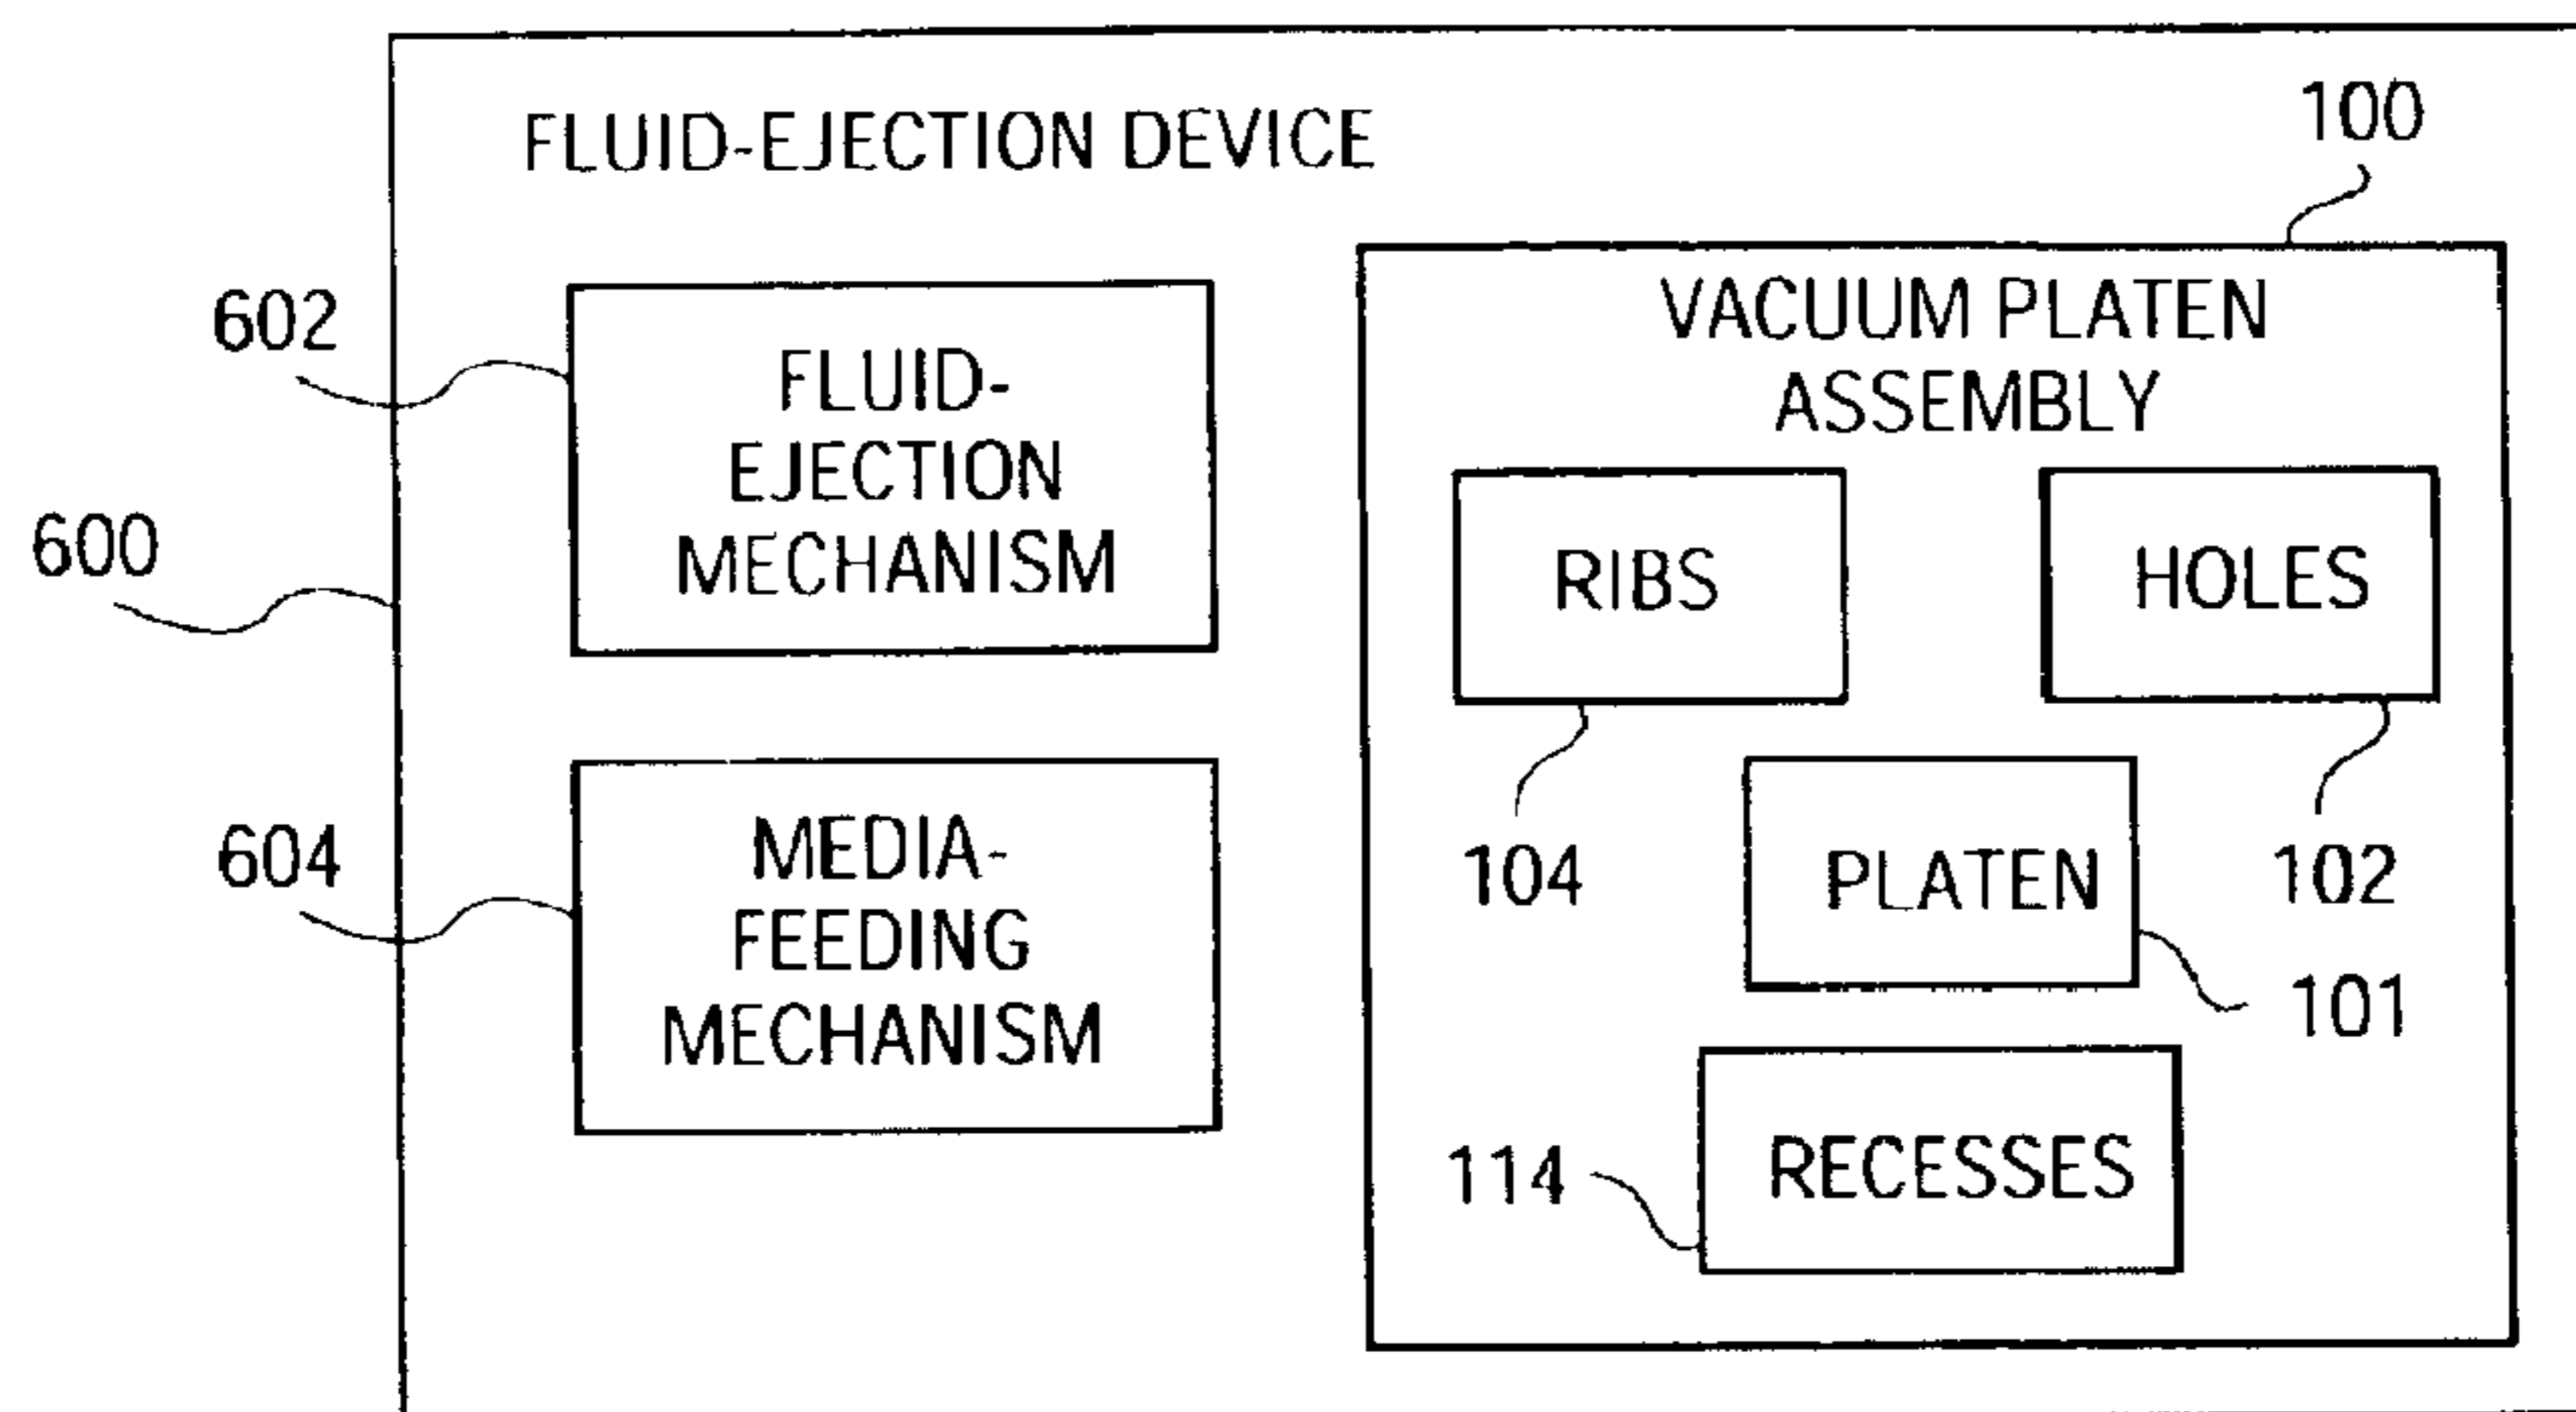 FLUID-EJECTION DEVICE
100
602
FLUID-
EJECTION
MECHANISM
600
604
MEDIA-
FEEDING
MECHANISM
VACUUM PLATEN
ASSEMBLY
RIBS
HOLES
104
102
PLATEN
101
RECESSES
114